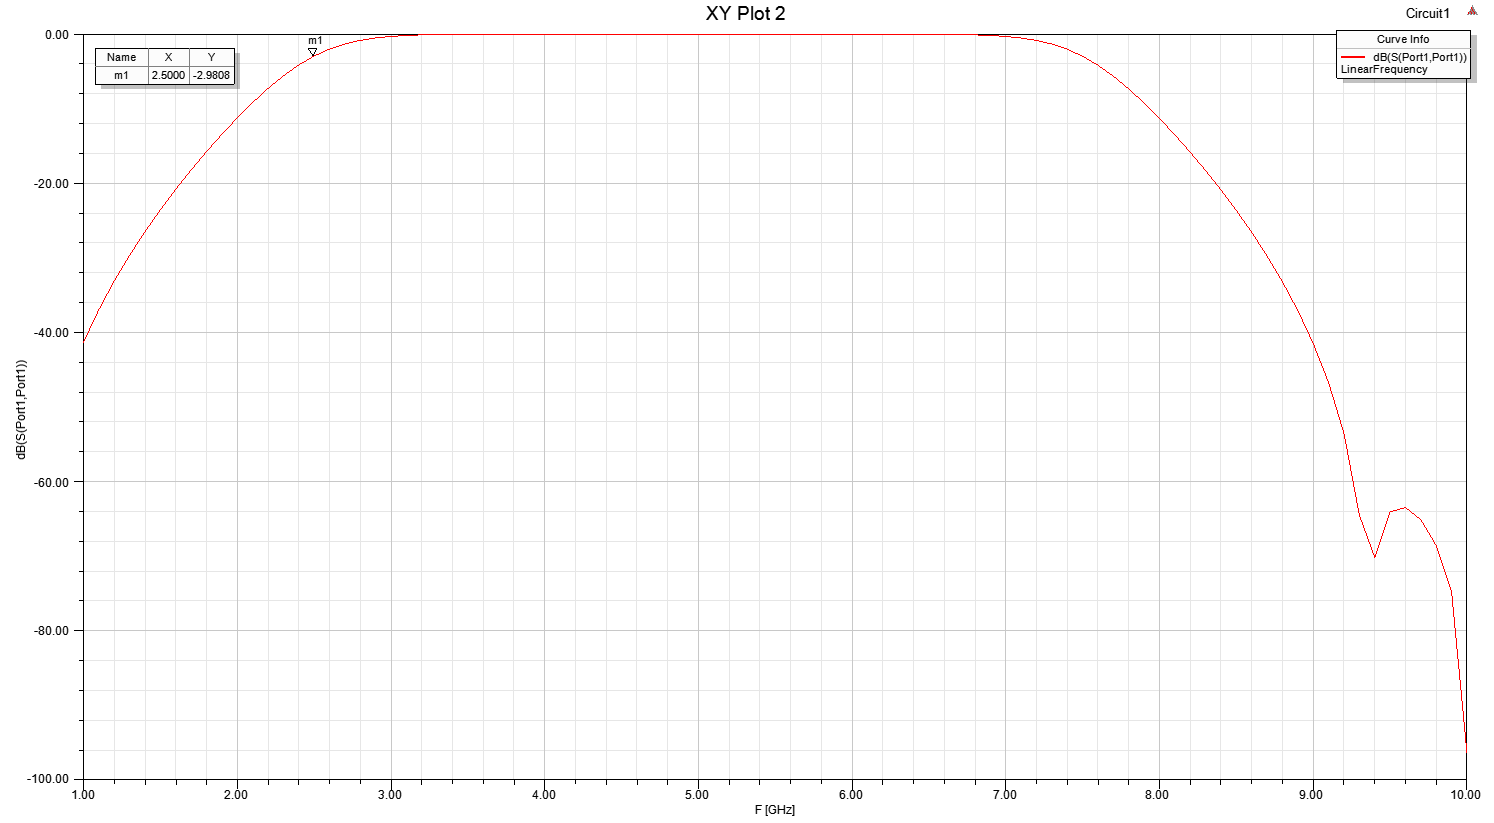 XY Plot 2
Circuit1
Curve Info
dB(S(Port1,Port1))
LinearFrequency
m1
Name X Y
m1 2.5000 -2.9808
0.00
-20.00
-40.00
-60.00
-80.00
-100.00
dB(S(Port1,Port1))
1.00 2.00 3.00 4.00 5.00 6.00 7.00 8.00 9.00 10.00
F [GHz]